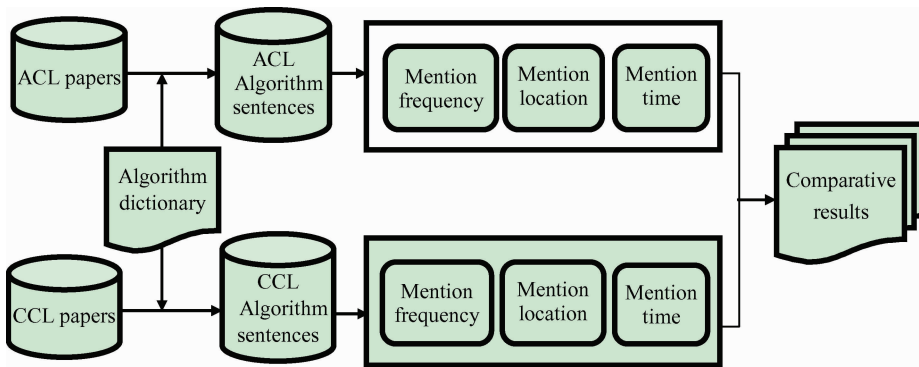 ACL papers
ACL
Algorithm
sentences
Mention
frequency
Mention
location
Mention
time
Algorithm
dictionary
Comparative
results
CCL papers
CCL
Algorithm
sentences
Mention
frequency
Mention
location
Mention
time